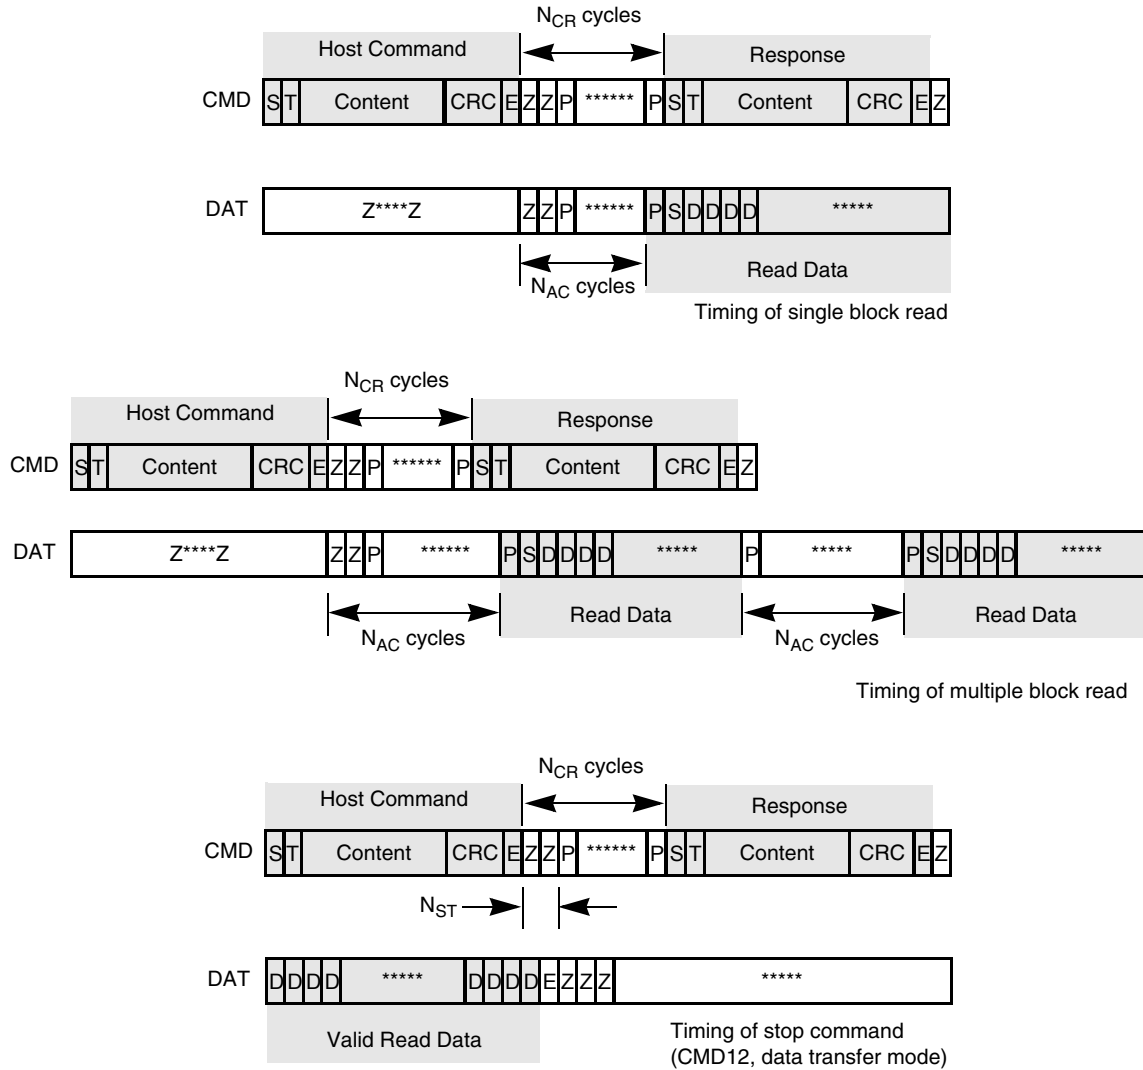 N_CR cycles
Host Command Response
CMD S T Content CRC E Z Z P ****** P S T Content CRC E Z
DAT Z****Z Z Z P ****** P S D D D D *****
N_AC cycles Read Data
Timing of single block read
N_CR cycles
Host Command Response
CMD S T Content CRC E Z Z P ****** P S T Content CRC E Z
DAT Z****Z Z Z P ****** P S D D D D ***** P ***** P S D D D D *****
N_AC cycles Read Data N_AC cycles Read Data
Timing of multiple block read
N_CR cycles
Host Command Response
CMD S T Content CRC E Z Z P ****** P S T Content CRC E Z
N_ST
DAT D D D D ***** D D D D E Z Z Z *****
Valid Read Data
Timing of stop command
(CMD12, data transfer mode)